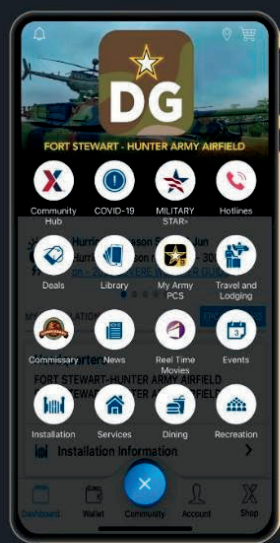 DG
FORT STEWART - HUNTER ARMY AIRFIELD
Community Hub
COVID-19
MILITARY STAR®
Hotlines
Deals
Library
My Army PCS
Travel and Lodging
Commissary
News
Reel Time Movies
Events
Installation
Services
Dining
Recreation
FORT STEWART-HUNTER ARMY AIRFIELD
Installation Information
Dashboard
Wallet
Community
Account
Shop